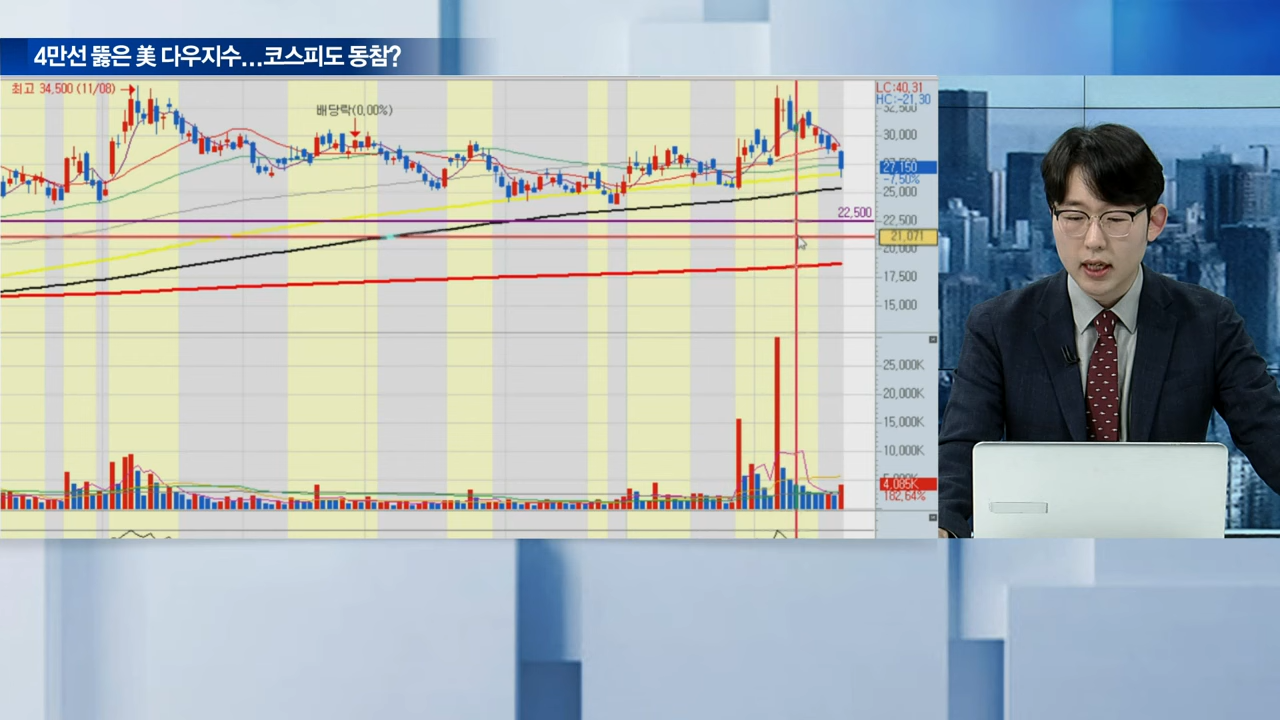 4만선 뚫은 美 다우지수...코스피도 동참?
최고 34,500 (11/08)
배당락(0,00%)
LC:40,31
HC:-21,30
32,500
30,000
27,150
-7,50%
25,000
22,500
22,500
21,071
20,000
17,500
15,000
25,000K
20,000K
15,000K
10,000K
4,085K
182,64%